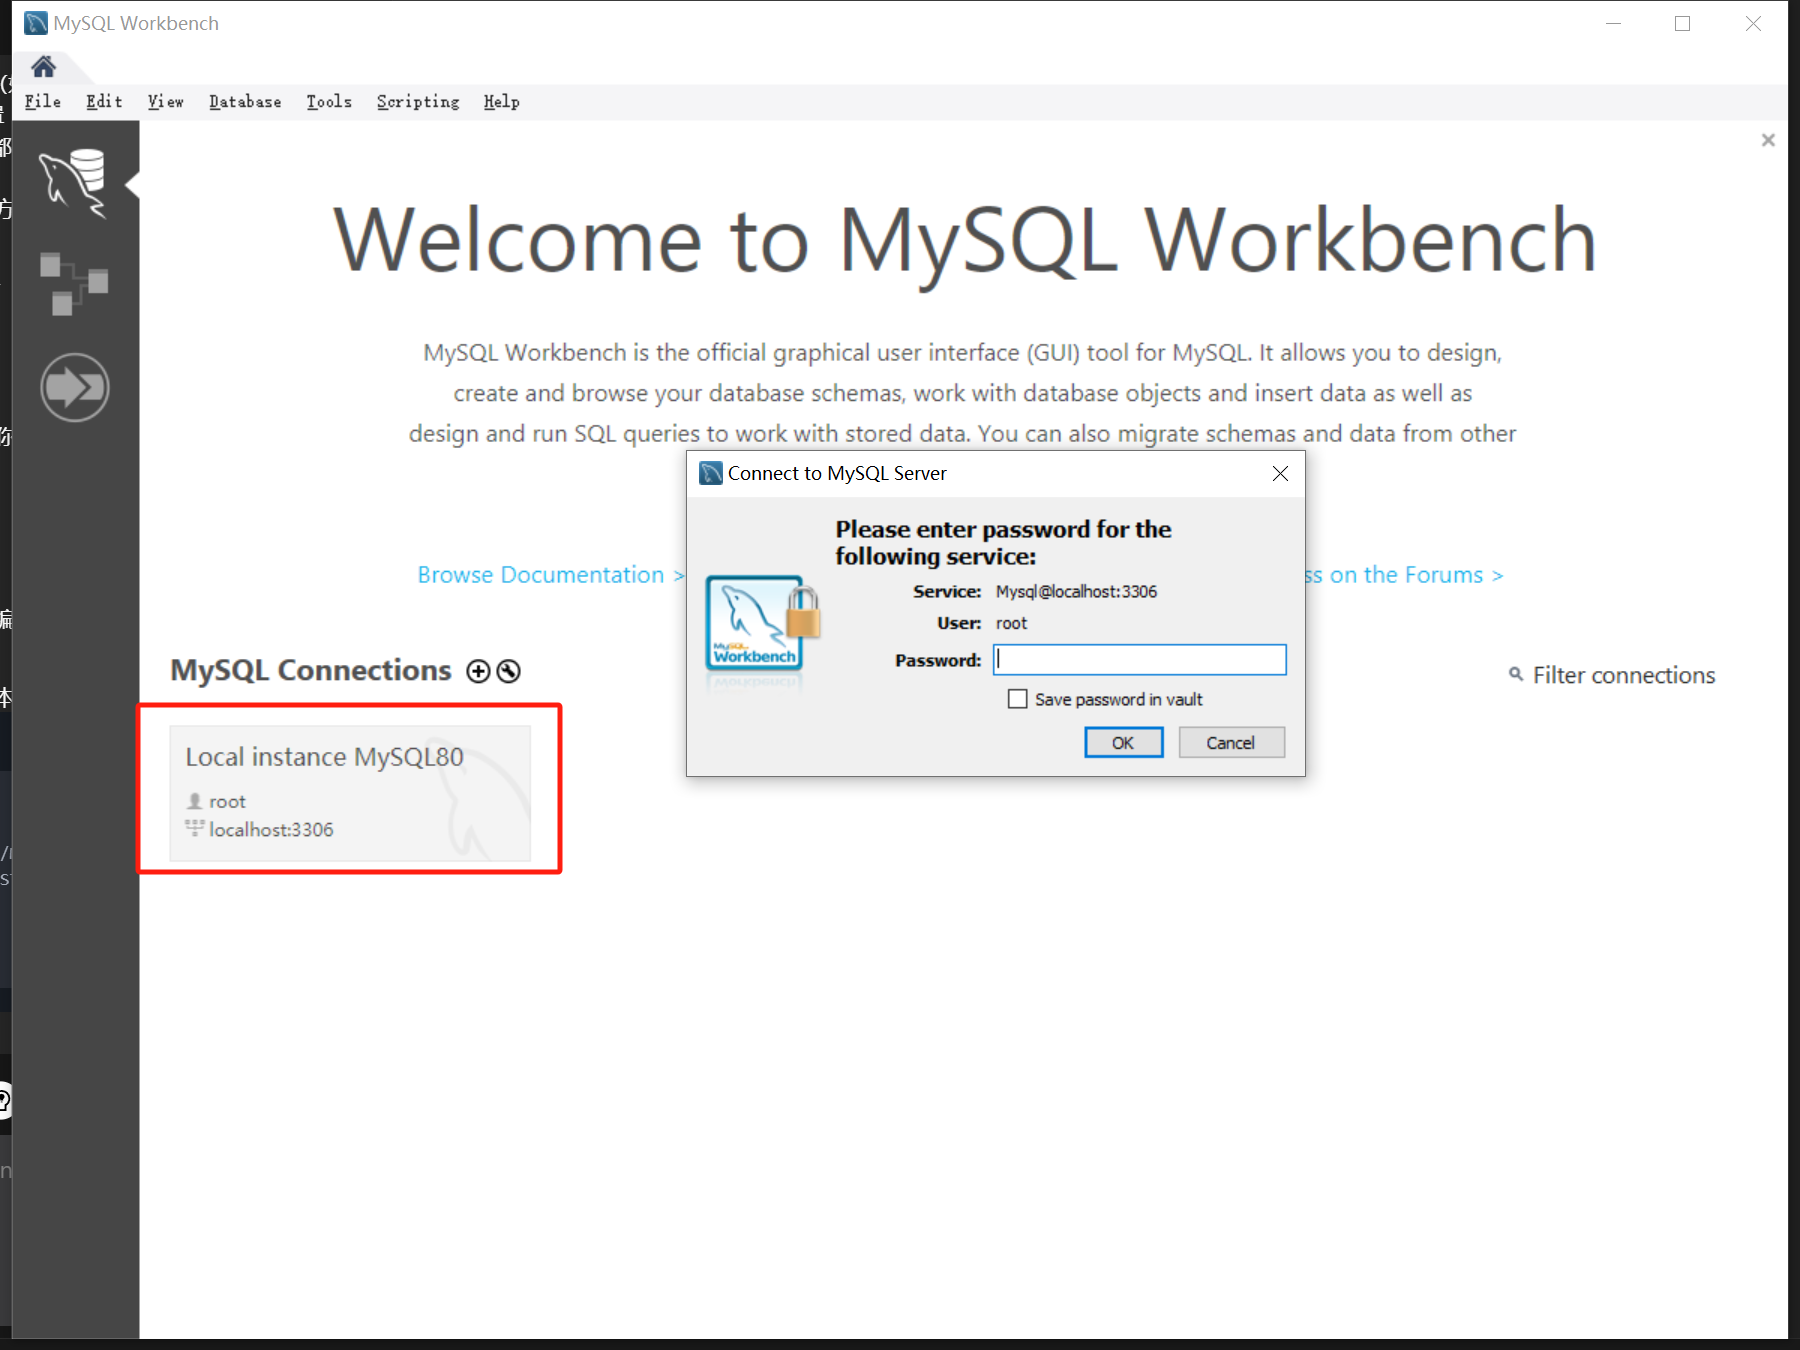 MySQL Workbench
File Edit View Database Tools Scripting Help
Welcome to MySQL Workbench
MySQL Workbench is the official graphical user interface (GUI) tool for MySQL. It allows you to design,
create and browse your database schemas, work with database objects and insert data as well as
design and run SQL queries to work with stored data. You can also migrate schemas and data from other
Connect to MySQL Server
Please enter password for the
following service:
Service: Mysql@localhost:3306
User: root
Password:
Save password in vault
OK Cancel
MySQL Workbench
Browse Documentation >
on the Forums >
MySQL Connections
Filter connections
Local instance MySQL80
root
localhost:3306